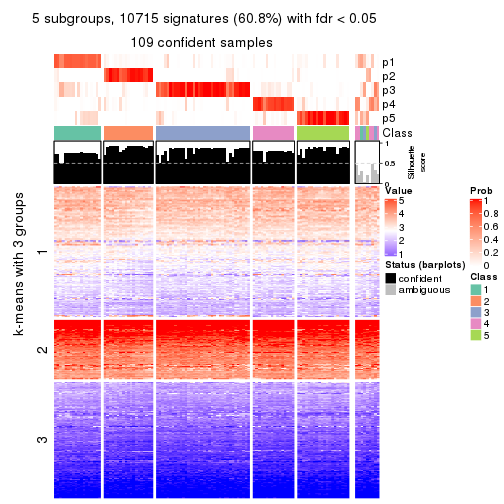 5 subgroups, 10715 signatures (60.8%) with fdr < 0.05
109 confident samples
p1
p2
p3
p4
p5
Class
1
0.5
0
Silhouette
score
k-means with 3 groups
1
2
3
Value
5
4
3
2
1
Status (barplots)
confident
ambiguous
Prob
1
0.8
0.6
0.4
0.2
0
Class
1
2
3
4
5